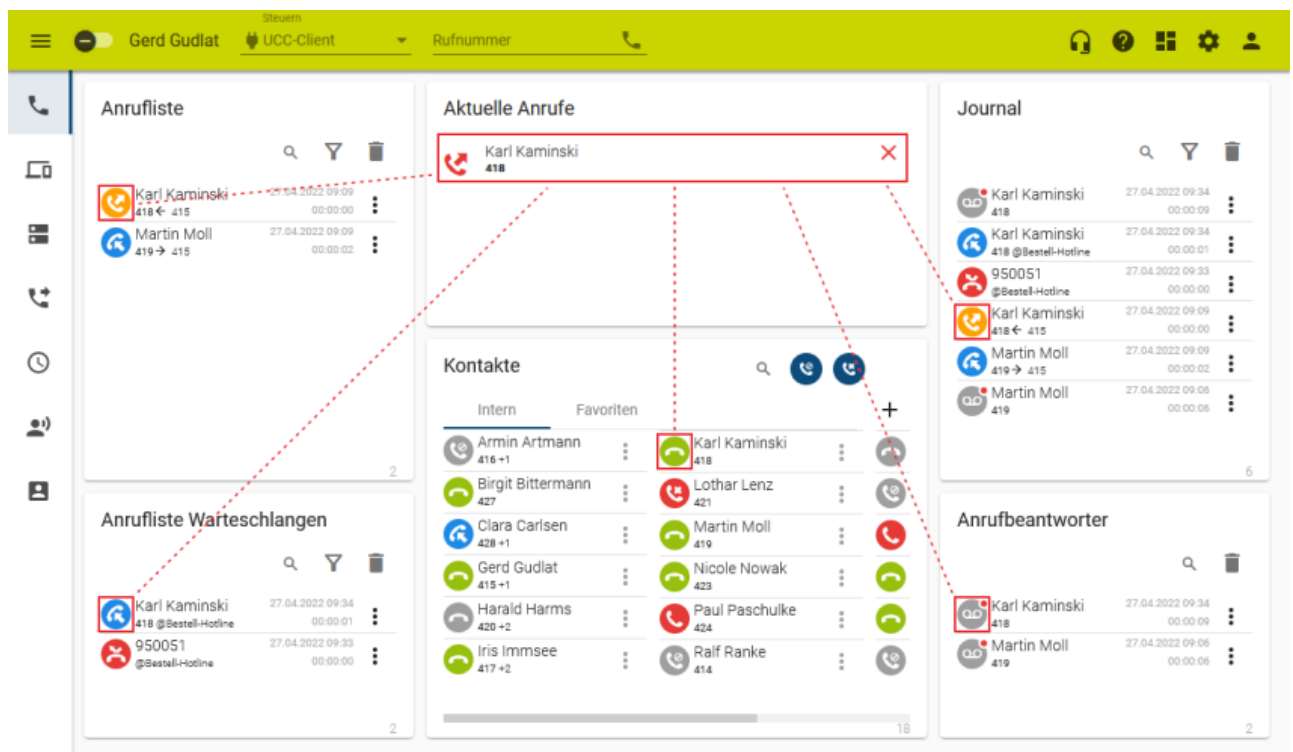 Steuern
Gerd Gudlat
UCC-Client
Rufnummer
Anrufliste
Karl Kaminski 27.04.2022 09:09
418 ← 415 00:00:00
Martin Moll 27.04.2022 09:09
419 → 415 00:00:02
2
Anrufliste Warteschlangen
Karl Kaminski 27.04.2022 09:34
418 @Bestell-Hotline 00:00:01
950051 27.04.2022 09:33
@Bestell-Hotline 00:00:00
2
Aktuelle Anrufe
Karl Kaminski
418
Kontakte
Intern Favoriten
Armin Artmann
416 +1
Birgit Bittermann
427
Clara Carlsen
428 +1
Gerd Gudlat
415 +1
Harald Harms
420 +2
Iris Immsee
417 +2
Karl Kaminski
418
Lothar Lenz
421
Martin Moll
419
Nicole Nowak
423
Paul Paschulke
424
Ralf Ranke
414
18
Journal
Karl Kaminski 27.04.2022 09:34
418 00:00:09
Karl Kaminski 27.04.2022 09:34
418 @Bestell-Hotline 00:00:01
950051 27.04.2022 09:33
@Bestell-Hotline 00:00:00
Karl Kaminski 27.04.2022 09:09
418 ← 415 00:00:00
Martin Moll 27.04.2022 09:09
419 → 415 00:00:02
Martin Moll 27.04.2022 09:06
419 00:00:06
6
Anrufbeantworter
Karl Kaminski 27.04.2022 09:34
418 00:00:09
Martin Moll 27.04.2022 09:06
419 00:00:06
2